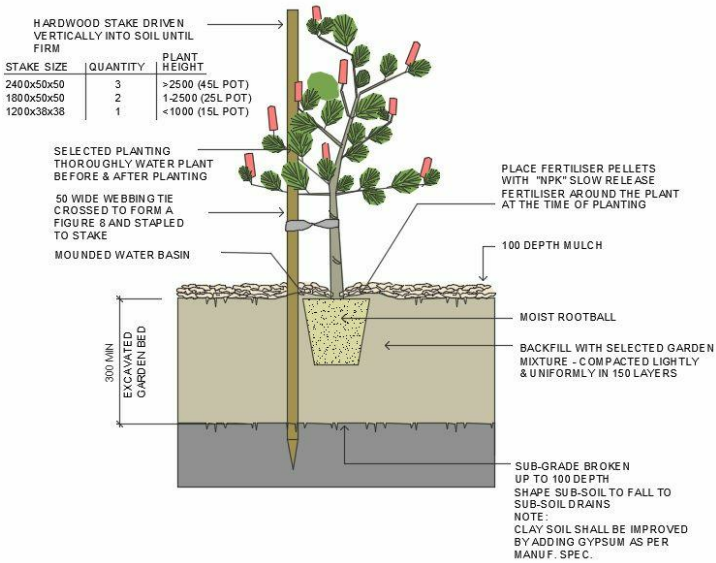 HARDWOOD STAKE DRIVEN
VERTICALLY INTO SOIL UNTIL
FIRM
STAKE SIZE QUANTITY PLANT HEIGHT
2400x50x50 3 >2500 (45L POT)
1800x50x50 2 1-2500 (25L POT)
1200x38x38 1 <1000 (15L POT)
SELECTED PLANTING
THOROUGHLY WATER PLANT
BEFORE & AFTER PLANTING
50 WIDE WEBBING TIE
CROSSED TO FORM A
FIGURE 8 AND STAPLED
TO STAKE
MOUNDED WATER BASIN
300 MIN
EXCAVATED
GARDEN BED
PLACE FERTILISER PELLETS
WITH "NPK" SLOW RELEASE
FERTILISER AROUND THE PLANT
AT THE TIME OF PLANTING
100 DEPTH MULCH
MOIST ROOTBALL
BACKFILL WITH SELECTED GARDEN
MIXTURE - COMPACTED LIGHTLY
& UNIFORMLY IN 150 LAYERS
SUB-GRADE BROKEN
UP TO 100 DEPTH
SHAPE SUB-SOIL TO FALL TO
SUB-SOIL DRAINS
NOTE:
CLAY SOIL SHALL BE IMPROVED
BY ADDING GYPSUM AS PER
MANUF. SPEC.